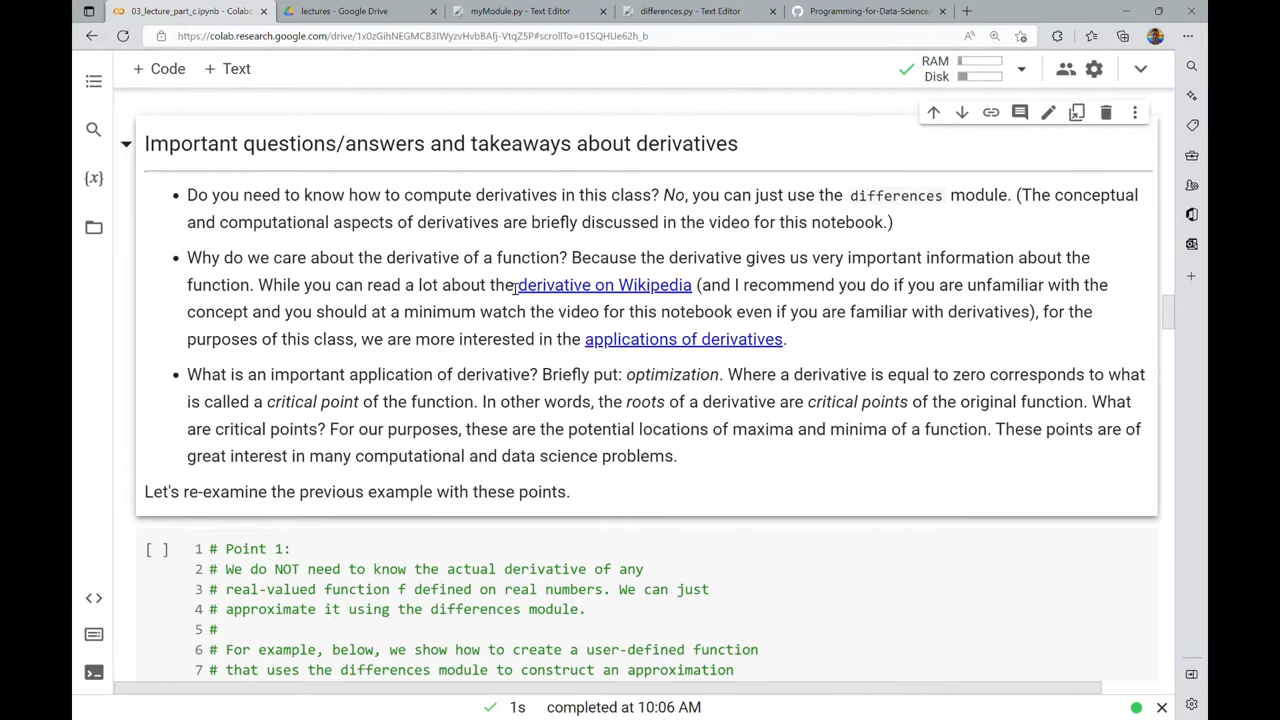 03_lecture_part_c.ipynb - Colabo
lectures - Google Drive
myModule.py - Text Editor
differences.py - Text Editor
Programming-for-Data-Science/
https://colab.research.google.com/drive/1x0zGihNEGMCB3IWyzvHvbBAfj-VtqZ5P#scrollTo=01SQHUe62h_b
+ Code + Text
RAM
Disk
Important questions/answers and takeaways about derivatives
• Do you need to know how to compute derivatives in this class? No, you can just use the differences module. (The conceptual
and computational aspects of derivatives are briefly discussed in the video for this notebook.)
• Why do we care about the derivative of a function? Because the derivative gives us very important information about the
function. While you can read a lot about the derivative on Wikipedia (and I recommend you do if you are unfamiliar with the
concept and you should at a minimum watch the video for this notebook even if you are familiar with derivatives), for the
purposes of this class, we are more interested in the applications of derivatives.
• What is an important application of derivative? Briefly put: optimization. Where a derivative is equal to zero corresponds to what
is called a critical point of the function. In other words, the roots of a derivative are critical points of the original function. What
are critical points? For our purposes, these are the potential locations of maxima and minima of a function. These points are of
great interest in many computational and data science problems.
Let's re-examine the previous example with these points.
[ ] 1 # Point 1:
2 # We do NOT need to know the actual derivative of any
3 # real-valued function f defined on real numbers. We can just
4 # approximate it using the differences module.
5 #
6 # For example, below, we show how to create a user-defined function
7 # that uses the differences module to construct an approximation
1s completed at 10:06 AM